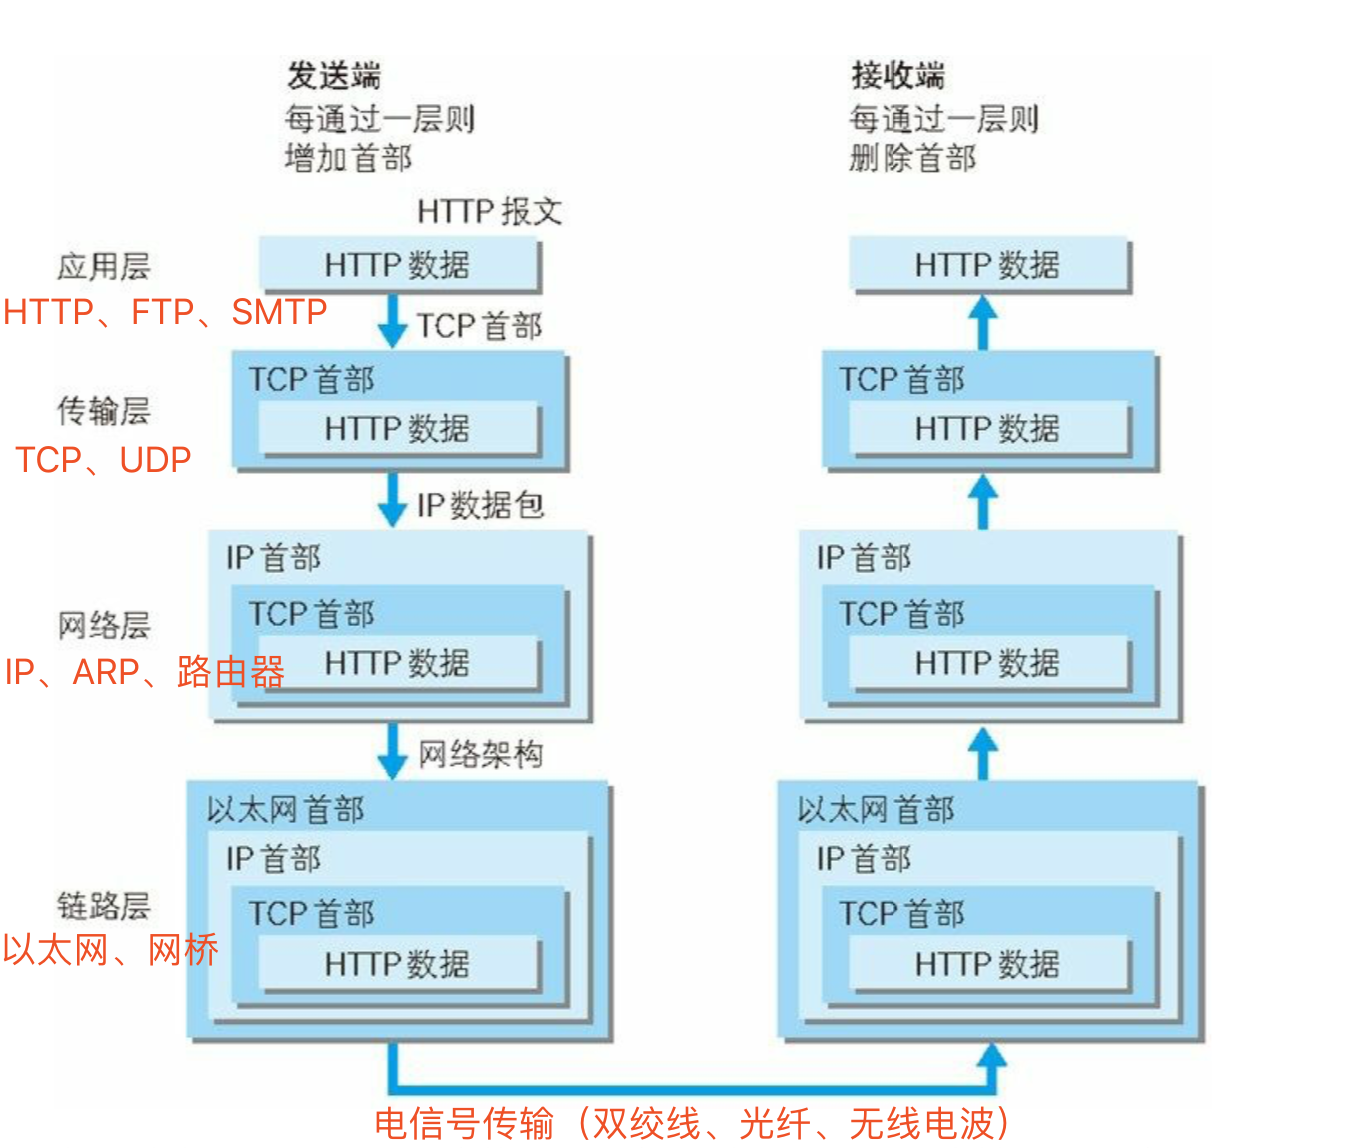 发送端
每通过一层则
增加首部
接收端
每通过一层则
删除首部
HTTP 报文
应用层
HTTP、FTP、SMTP
HTTP 数据
HTTP 数据
TCP 首部
传输层
TCP、UDP
TCP 首部
HTTP 数据
TCP 首部
HTTP 数据
IP 数据包
网络层
IP、ARP、路由器
IP 首部
TCP 首部
HTTP 数据
IP 首部
TCP 首部
HTTP 数据
网络架构
链路层
以太网、网桥
以太网首部
IP 首部
TCP 首部
HTTP 数据
以太网首部
IP 首部
TCP 首部
HTTP 数据
电信号传输（双绞线、光纤、无线电波）